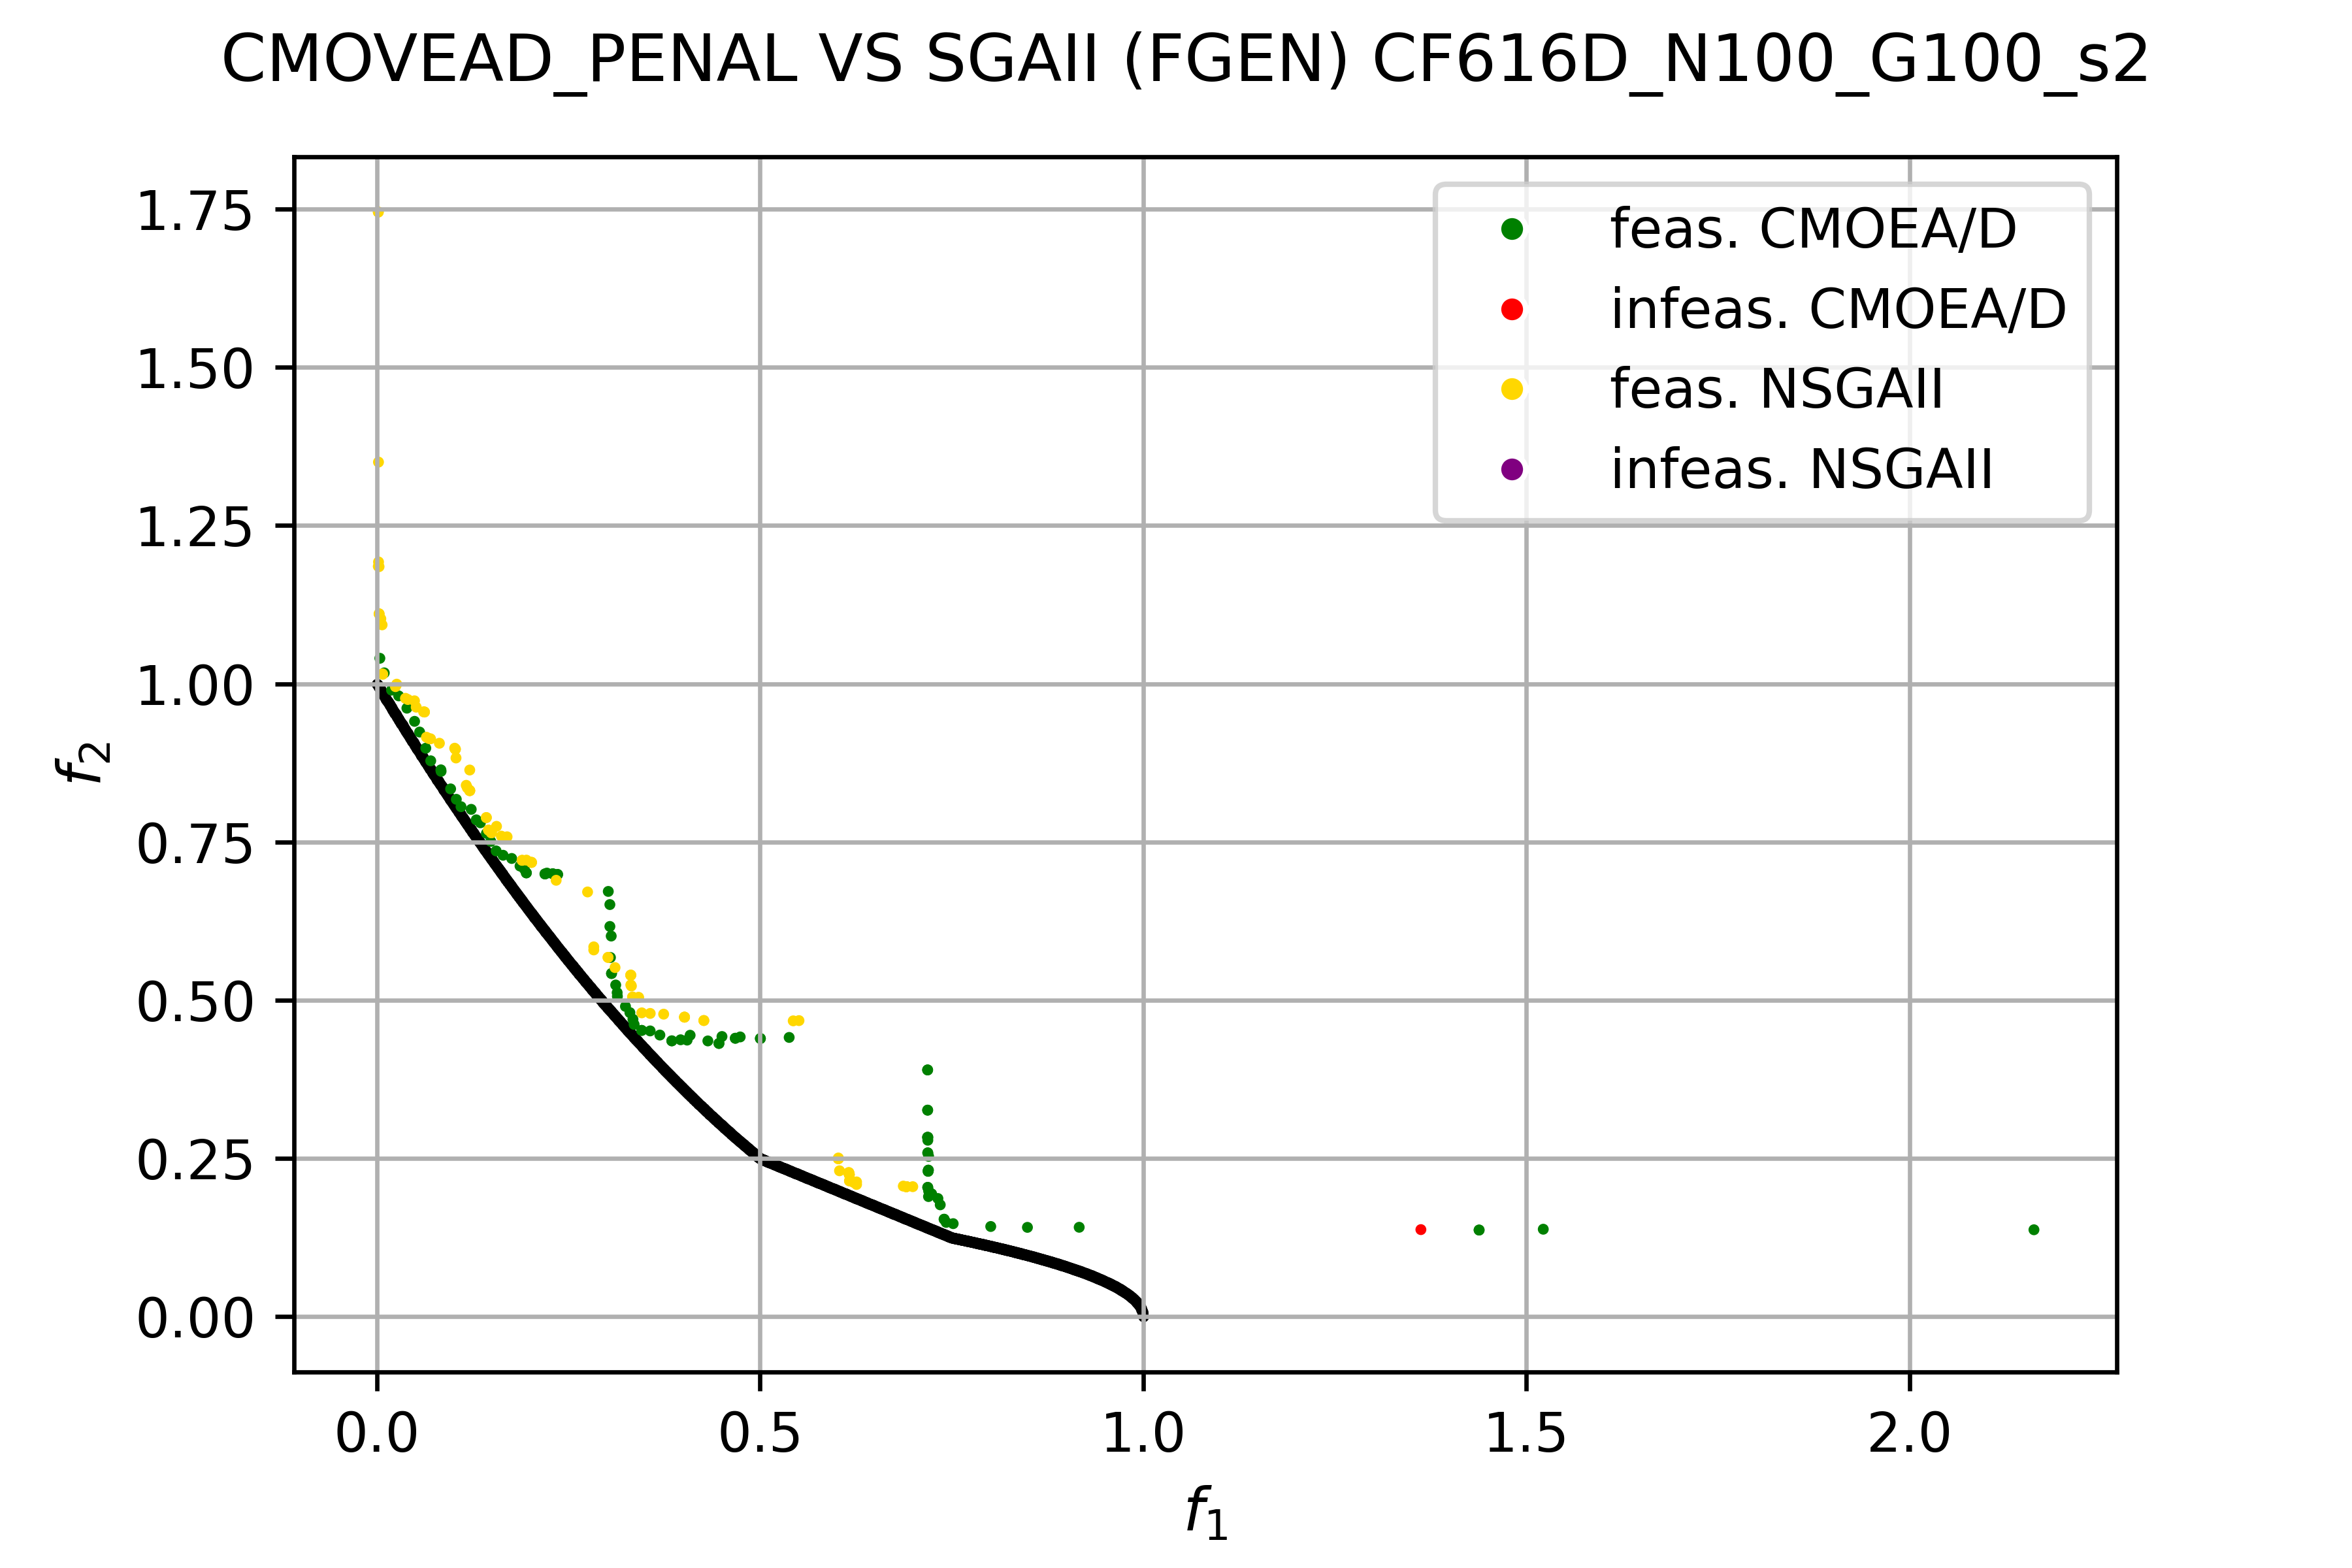 CMOVEAD_PENAL VS SGAII (FGEN) CF616D_N100_G100_s2
feas. CMOEA/D
infeas. CMOEA/D
feas. NSGAII
infeas. NSGAII
1.75
1.50
1.25
1.00
0.75
0.50
0.25
0.00
f2
0.0 0.5 1.0 1.5 2.0
f1